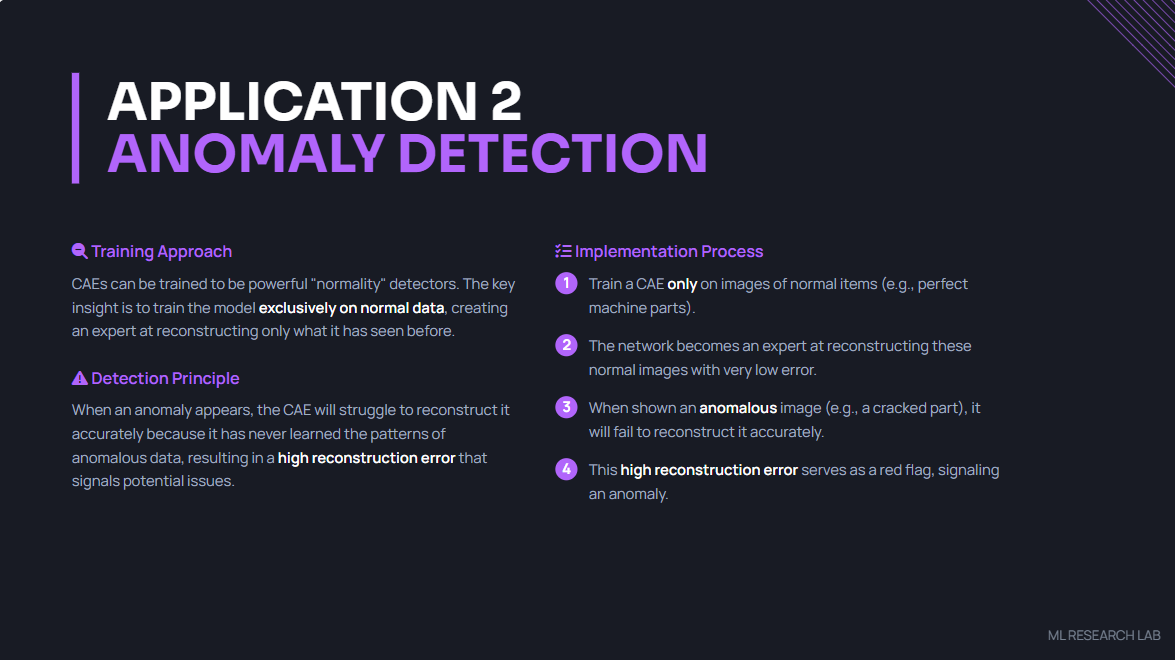 APPLICATION 2
ANOMALY DETECTION
Training Approach
CAEs can be trained to be powerful "normality" detectors. The key
insight is to train the model exclusively on normal data, creating
an expert at reconstructing only what it has seen before.
Detection Principle
When an anomaly appears, the CAE will struggle to reconstruct it
accurately because it has never learned the patterns of
anomalous data, resulting in a high reconstruction error that
signals potential issues.
Implementation Process
1 Train a CAE only on images of normal items (e.g., perfect
machine parts).
2 The network becomes an expert at reconstructing these
normal images with very low error.
3 When shown an anomalous image (e.g., a cracked part), it
will fail to reconstruct it accurately.
4 This high reconstruction error serves as a red flag, signaling
an anomaly.
ML RESEARCH LAB